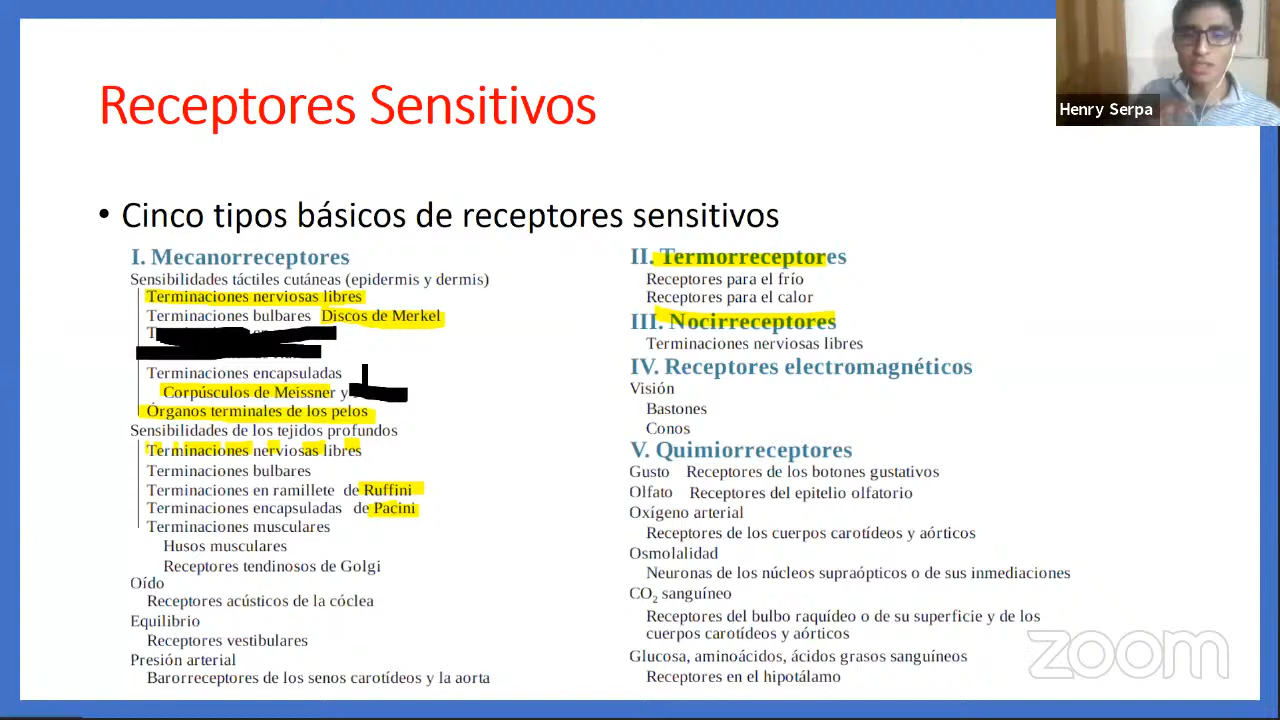 Receptores Sensitivos
Henry Serpa
• Cinco tipos básicos de receptores sensitivos
I. Mecanorreceptores
Sensibilidades táctiles cutáneas (epidermis y dermis)
Terminaciones nerviosas libres
Terminaciones bulbares Discos de Merkel
Terminaciones encapsuladas
Corpúsculos de Meissner y
Órganos terminales de los pelos
Sensibilidades de los tejidos profundos
Terminaciones nerviosas libres
Terminaciones bulbares
Terminaciones en ramillete de Ruffini
Terminaciones encapsuladas de Pacini
Terminaciones musculares
Husos musculares
Receptores tendinosos de Golgi
Oído
Receptores acústicos de la cóclea
Equilibrio
Receptores vestibulares
Presión arterial
Barorreceptores de los senos carotídeos y la aorta
II. Termorreceptores
Receptores para el frío
Receptores para el calor
III. Nocirreceptores
Terminaciones nerviosas libres
IV. Receptores electromagnéticos
Visión
Bastones
Conos
V. Quimiorreceptores
Gusto Receptores de los botones gustativos
Olfato Receptores del epitelio olfatorio
Oxígeno arterial
Receptores de los cuerpos carotídeos y aórticos
Osmolalidad
Neuronas de los núcleos supraópticos o de sus inmediaciones
CO₂ sanguíneo
Receptores del bulbo raquídeo o de su superficie y de los
cuerpos carotídeos y aórticos
Glucosa, aminoácidos, ácidos grasos sanguíneos
Receptores en el hipotálamo
zoom